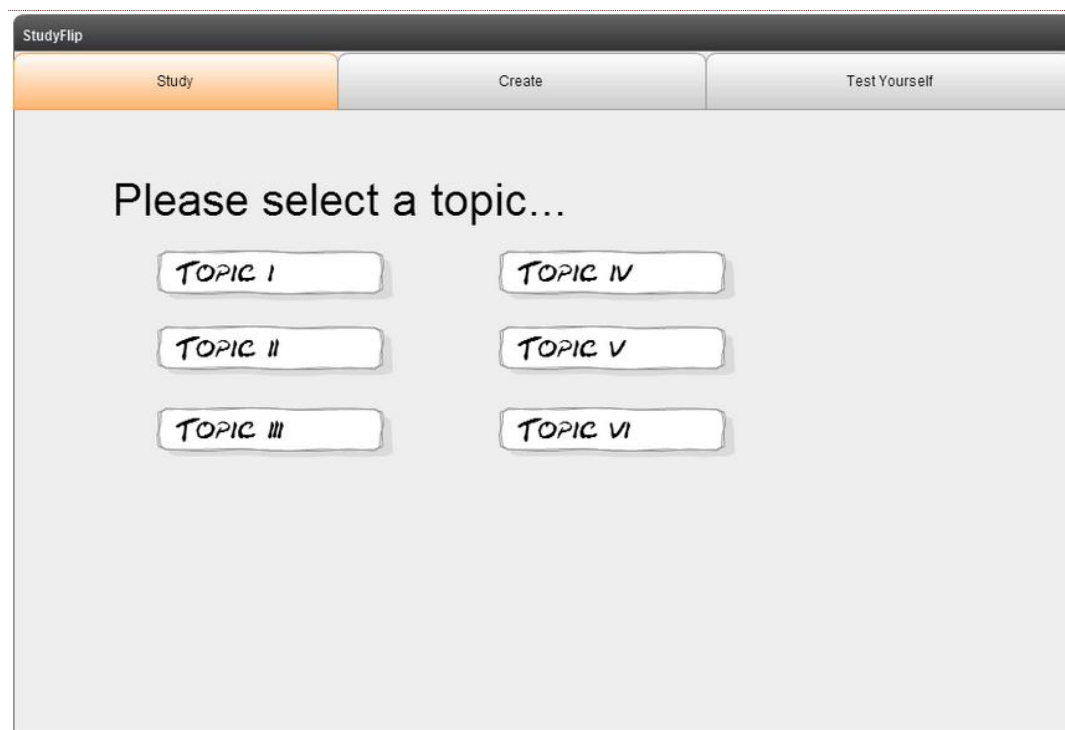 StudyFlip
Study Create Test Yourself
Please select a topic...
TOPIC I TOPIC IV
TOPIC II TOPIC V
TOPIC III TOPIC VI